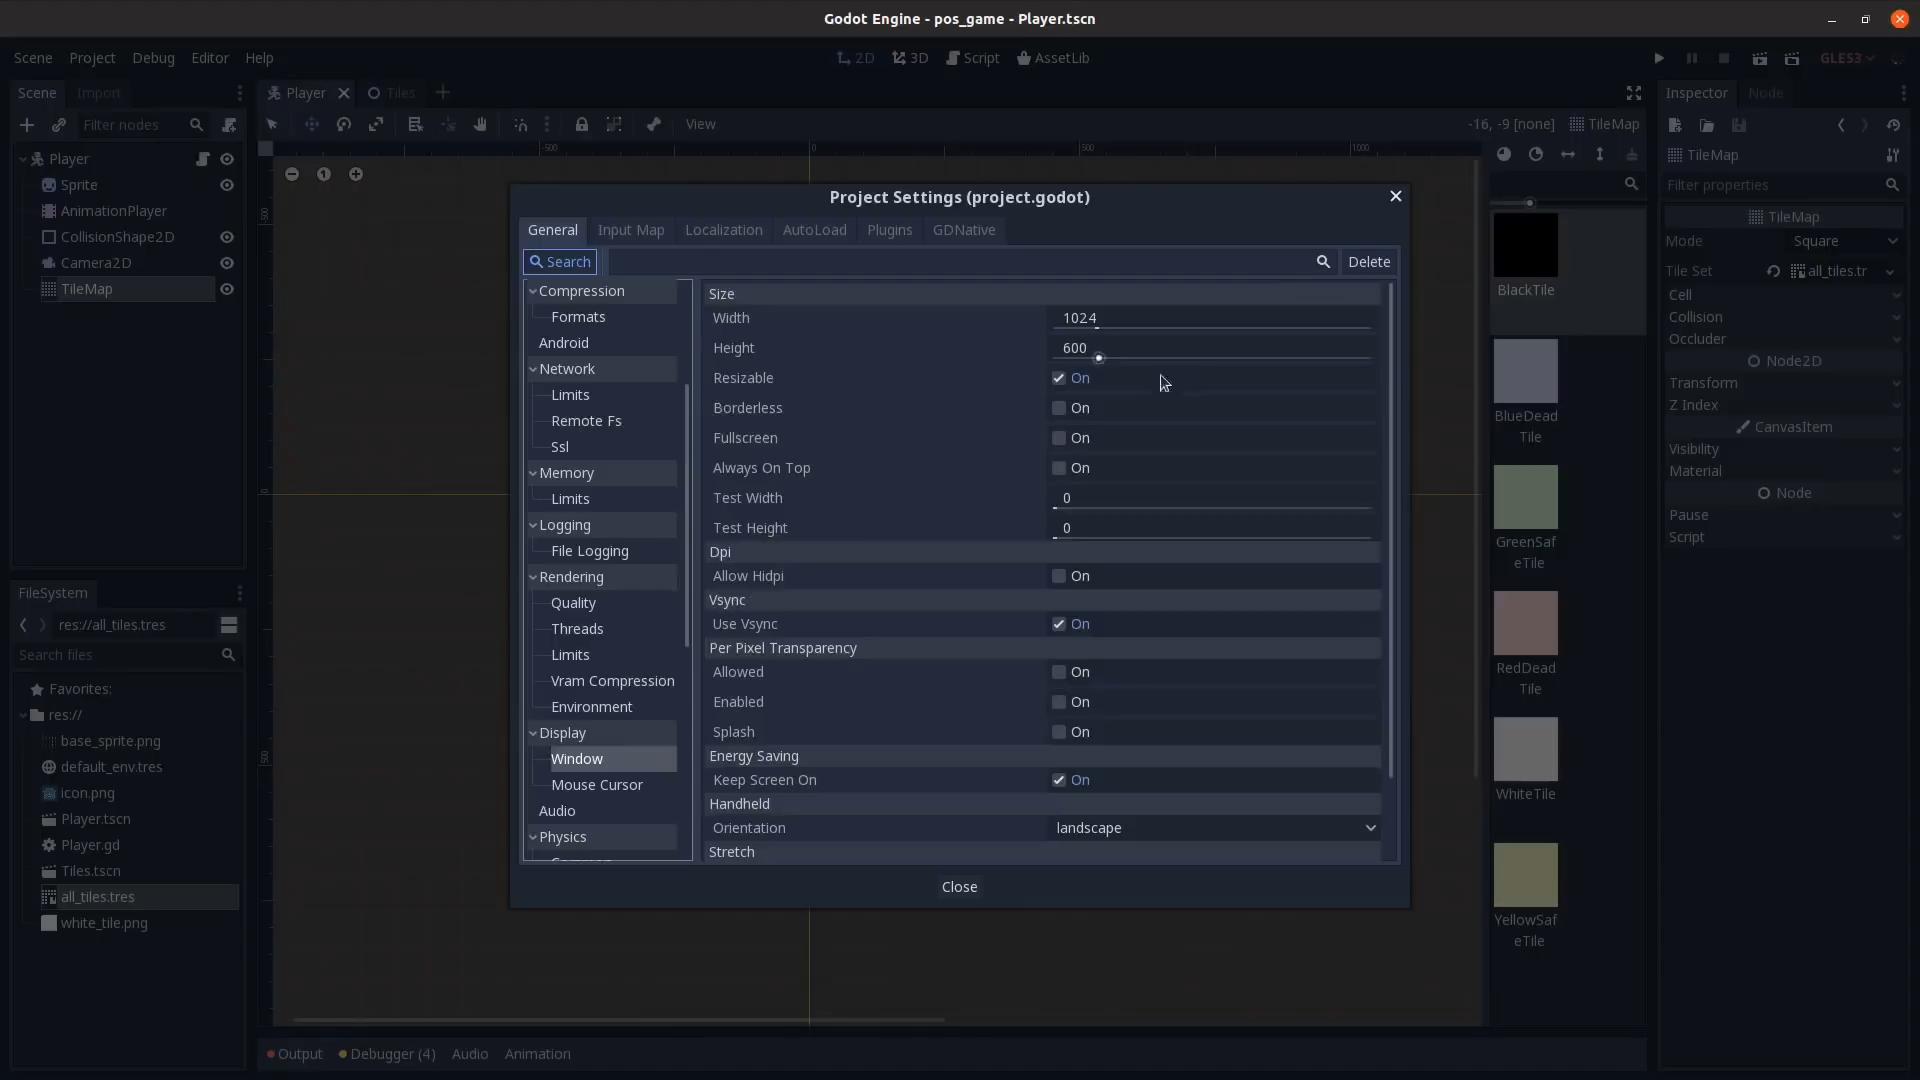 Godot Engine - pos_game - Player.tscn
Scene Project Debug Editor Help
2D 3D Script AssetLib
GLES3
Scene Import
Filter nodes
Player
Sprite
AnimationPlayer
CollisionShape2D
Camera2D
TileMap
FileSystem
res://all_tiles.tres
Search files
Favorites:
res://
base_sprite.png
default_env.tres
icon.png
Player.tscn
Player.gd
Tiles.tscn
all_tiles.tres
white_tile.png
Player Tiles
View
-16, -9 [none] TileMap
-500 0 500 1000
-500
0
500
1
Project Settings (project.godot)
General Input Map Localization AutoLoad Plugins GDNative
Search Delete
Compression
Formats
Android
Network
Limits
Remote Fs
Ssl
Memory
Limits
Logging
File Logging
Rendering
Quality
Threads
Limits
Vram Compression
Environment
Display
Window
Mouse Cursor
Audio
Physics
Size
Width 1024
Height 600
Resizable On
Borderless On
Fullscreen On
Always On Top On
Test Width 0
Test Height 0
Dpi
Allow Hidpi On
Vsync
Use Vsync On
Per Pixel Transparency
Allowed On
Enabled On
Splash On
Energy Saving
Keep Screen On On
Handheld
Orientation landscape
Stretch
Close
BlackTile
BlueDead
Tile
GreenSaf
eTile
RedDead
Tile
WhiteTile
YellowSaf
eTile
Inspector Node
TileMap
Filter properties
TileMap
Mode Square
Tile Set all_tiles.tr
Cell
Collision
Occluder
Node2D
Transform
Z Index
CanvasItem
Visibility
Material
Node
Pause
Script
Output Debugger (4) Audio Animation